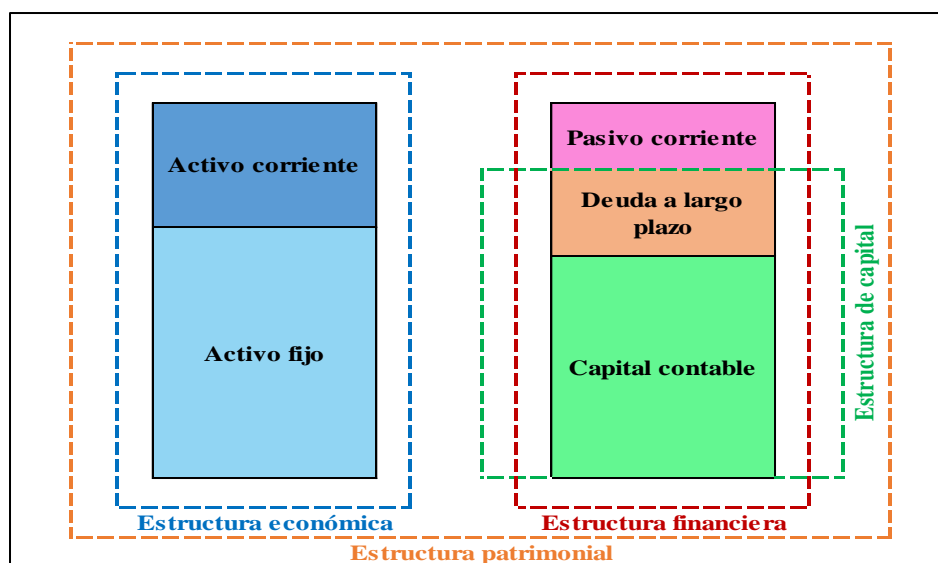 Activo corriente
Activo fijo
Estructura económica
Pasivo corriente
Deuda a largo
plazo
Capital contable
Estructura de capital
Estructura financiera
Estructura patrimonial